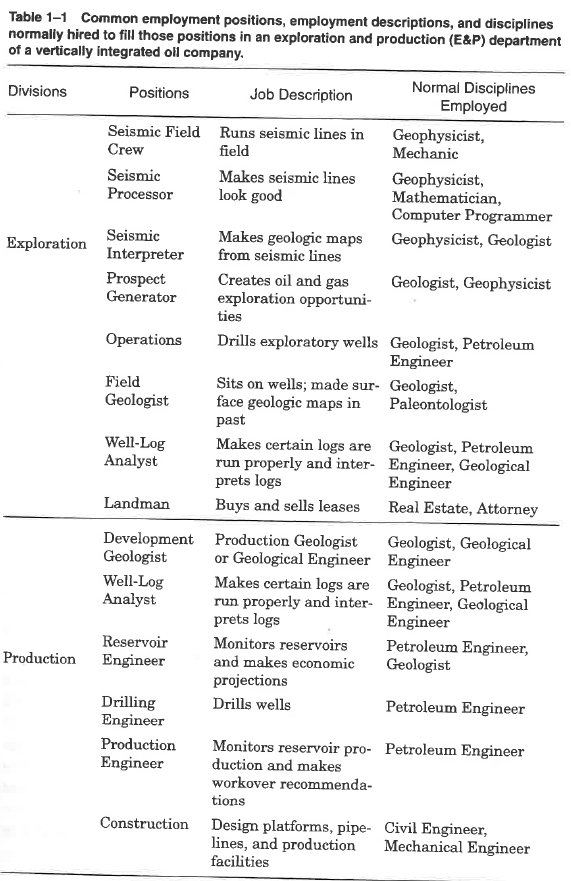 Table 1–1 Common employment positions, employment descriptions, and disciplines
normally hired to fill those positions in an exploration and production (E&P) department
of a vertically integrated oil company.
Divisions Positions Job Description Normal Disciplines
Employed
Seismic Field Runs seismic lines in Geophysicist,
Crew field Mechanic
Seismic Makes seismic lines Geophysicist,
Processor look good Mathematician,
Computer Programmer
Exploration Seismic Makes geologic maps Geophysicist, Geologist
Interpreter from seismic lines
Prospect Creates oil and gas Geologist, Geophysicist
Generator exploration opportuni-
ties
Operations Drills exploratory wells Geologist, Petroleum
Engineer
Field Sits on wells; made sur- Geologist,
Geologist face geologic maps in Paleontologist
past
Well-Log Makes certain logs are Geologist, Petroleum
Analyst run properly and inter- Engineer, Geological
prets logs Engineer
Landman Buys and sells leases Real Estate, Attorney
Development Production Geologist Geologist, Geological
Geologist or Geological Engineer Engineer
Well-Log Makes certain logs are Geologist, Petroleum
Analyst run properly and inter- Engineer, Geological
prets logs Engineer
Reservoir Monitors reservoirs Petroleum Engineer,
Production Engineer and makes economic Geologist
projections
Drilling Drills wells Petroleum Engineer
Engineer
Production Monitors reservoir pro- Petroleum Engineer
Engineer duction and makes
workover recommenda-
tions
Construction Design platforms, pipe- Civil Engineer,
lines, and production Mechanical Engineer
facilities